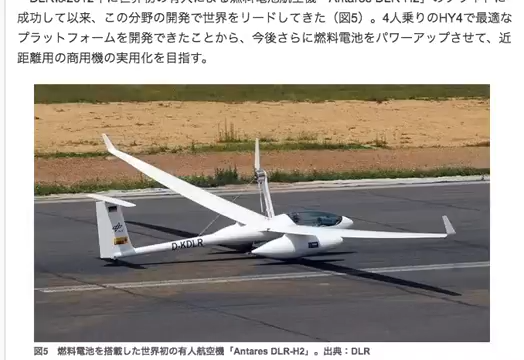 成功して以来、この分野の開発で世界をリードしてきた（図5）。4人乗りのHY4で最適な
プラットフォームを開発できたことから、今後さらに燃料電池をパワーアップさせて、近
距離用の商用機の実用化を目指す。
DLR
D-KDLR
図5　燃料電池を搭載した世界初の有人航空機「Antares DLR-H2」。出典：DLR